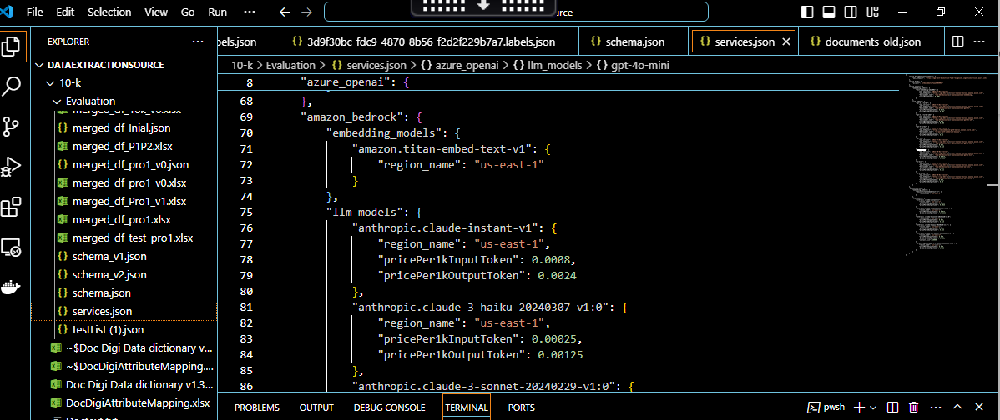 File Edit Selection View Go Run ··· ource
EXPLORER ···
DATAEXTRACTIONSOURCE
10-k
Evaluation
merged_df_Inial.json
merged_df_P1P2.xlsx
merged_df_pro1_v0.json
merged_df_pro1_v0.xlsx
merged_df_Pro1_v1.xlsx
merged_df_pro1.xlsx
merged_df_test_pro1.xlsx
schema_v1.json
schema_v2.json
schema.json
services.json
testList (1).json
~$Doc Digi Data dictionary v...
~$DocDigiAttributeMapping....
Doc Digi Data dictionary v1.3...
DocDigiAttributeMapping.xlsx
bels.json {} 3d9f30bc-fdc9-4870-8b56-f2d2f229b7a7.labels.json {} schema.json {} services.json × {} documents_old.json ···
10-k > Evaluation > {} services.json > {} azure_openai > {} llm_models > {} gpt-4o-mini
8 "azure_openai": {
68 },
69 "amazon_bedrock": {
70 "embedding_models": {
71 "amazon.titan-embed-text-v1": {
72 "region_name": "us-east-1"
73 }
74 },
75 "llm_models": {
76 "anthropic.claude-instant-v1": {
77 "region_name": "us-east-1",
78 "pricePer1kInputToken": 0.0008,
79 "pricePer1kOutputToken": 0.0024
80 },
81 "anthropic.claude-3-haiku-20240307-v1:0": {
82 "region_name": "us-east-1",
83 "pricePer1kInputToken": 0.00025,
84 "pricePer1kOutputToken": 0.00125
85 },
86 "anthropic.claude-3-sonnet-20240229-v1:0": {
PROBLEMS OUTPUT DEBUG CONSOLE TERMINAL PORTS pwsh